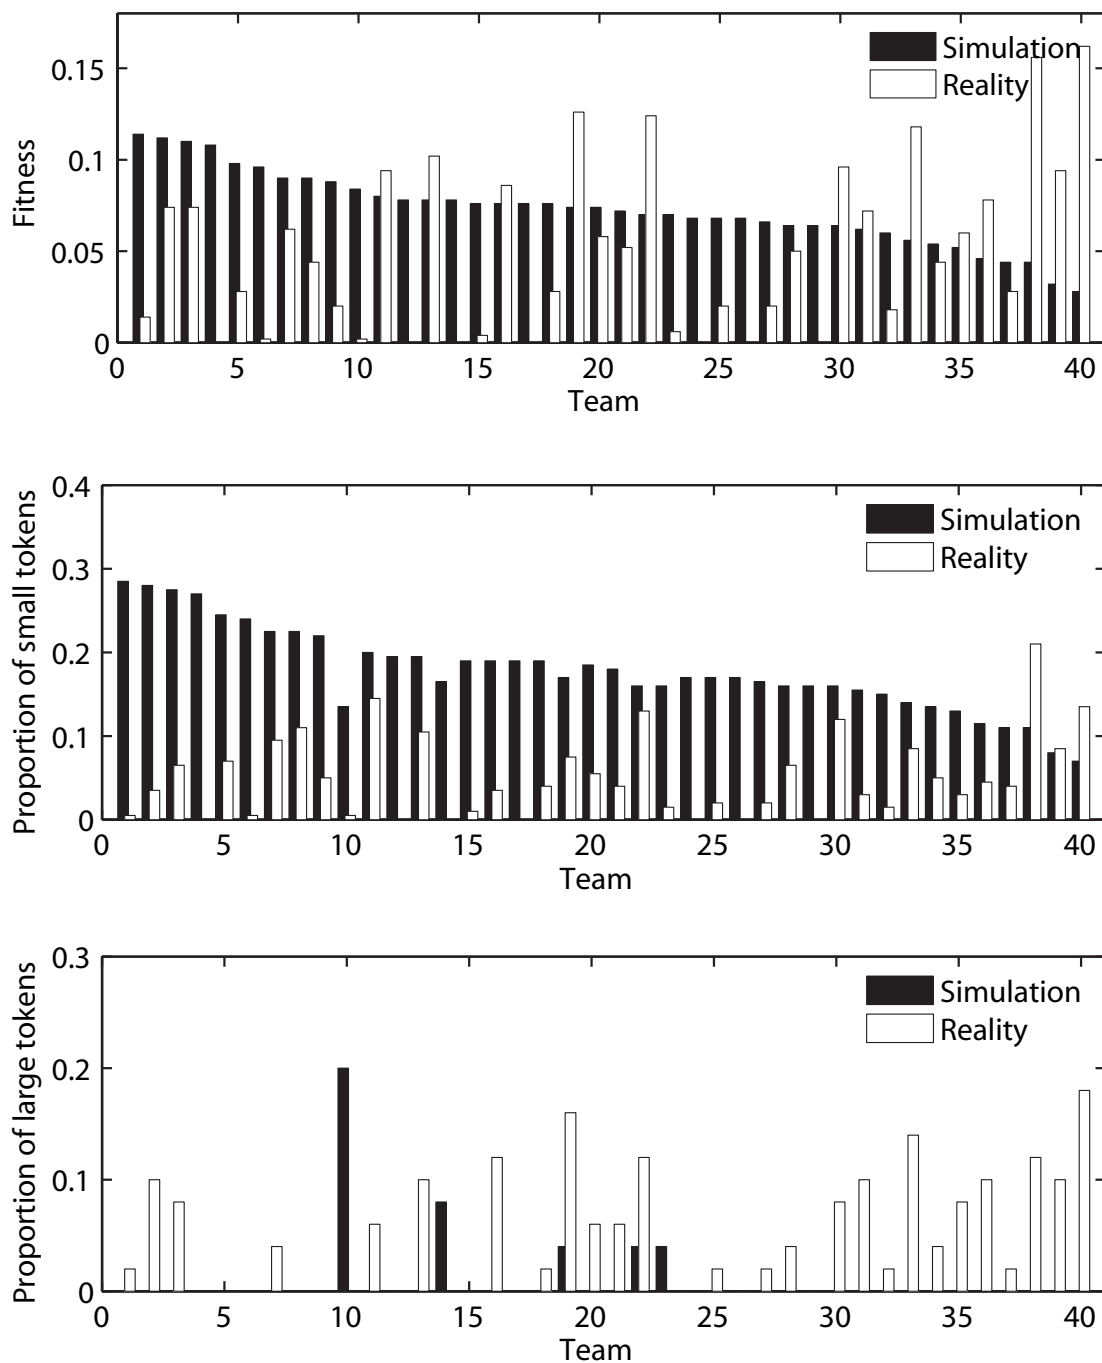 Fitness
0.15
0.1
0.05
0
Simulation
Reality
0 5 10 15 20 25 30 35 40
Team
Proportion of small tokens
0.4
0.3
0.2
0.1
0
Simulation
Reality
0 5 10 15 20 25 30 35 40
Team
Proportion of large tokens
0.3
0.2
0.1
0
Simulation
Reality
0 5 10 15 20 25 30 35 40
Team